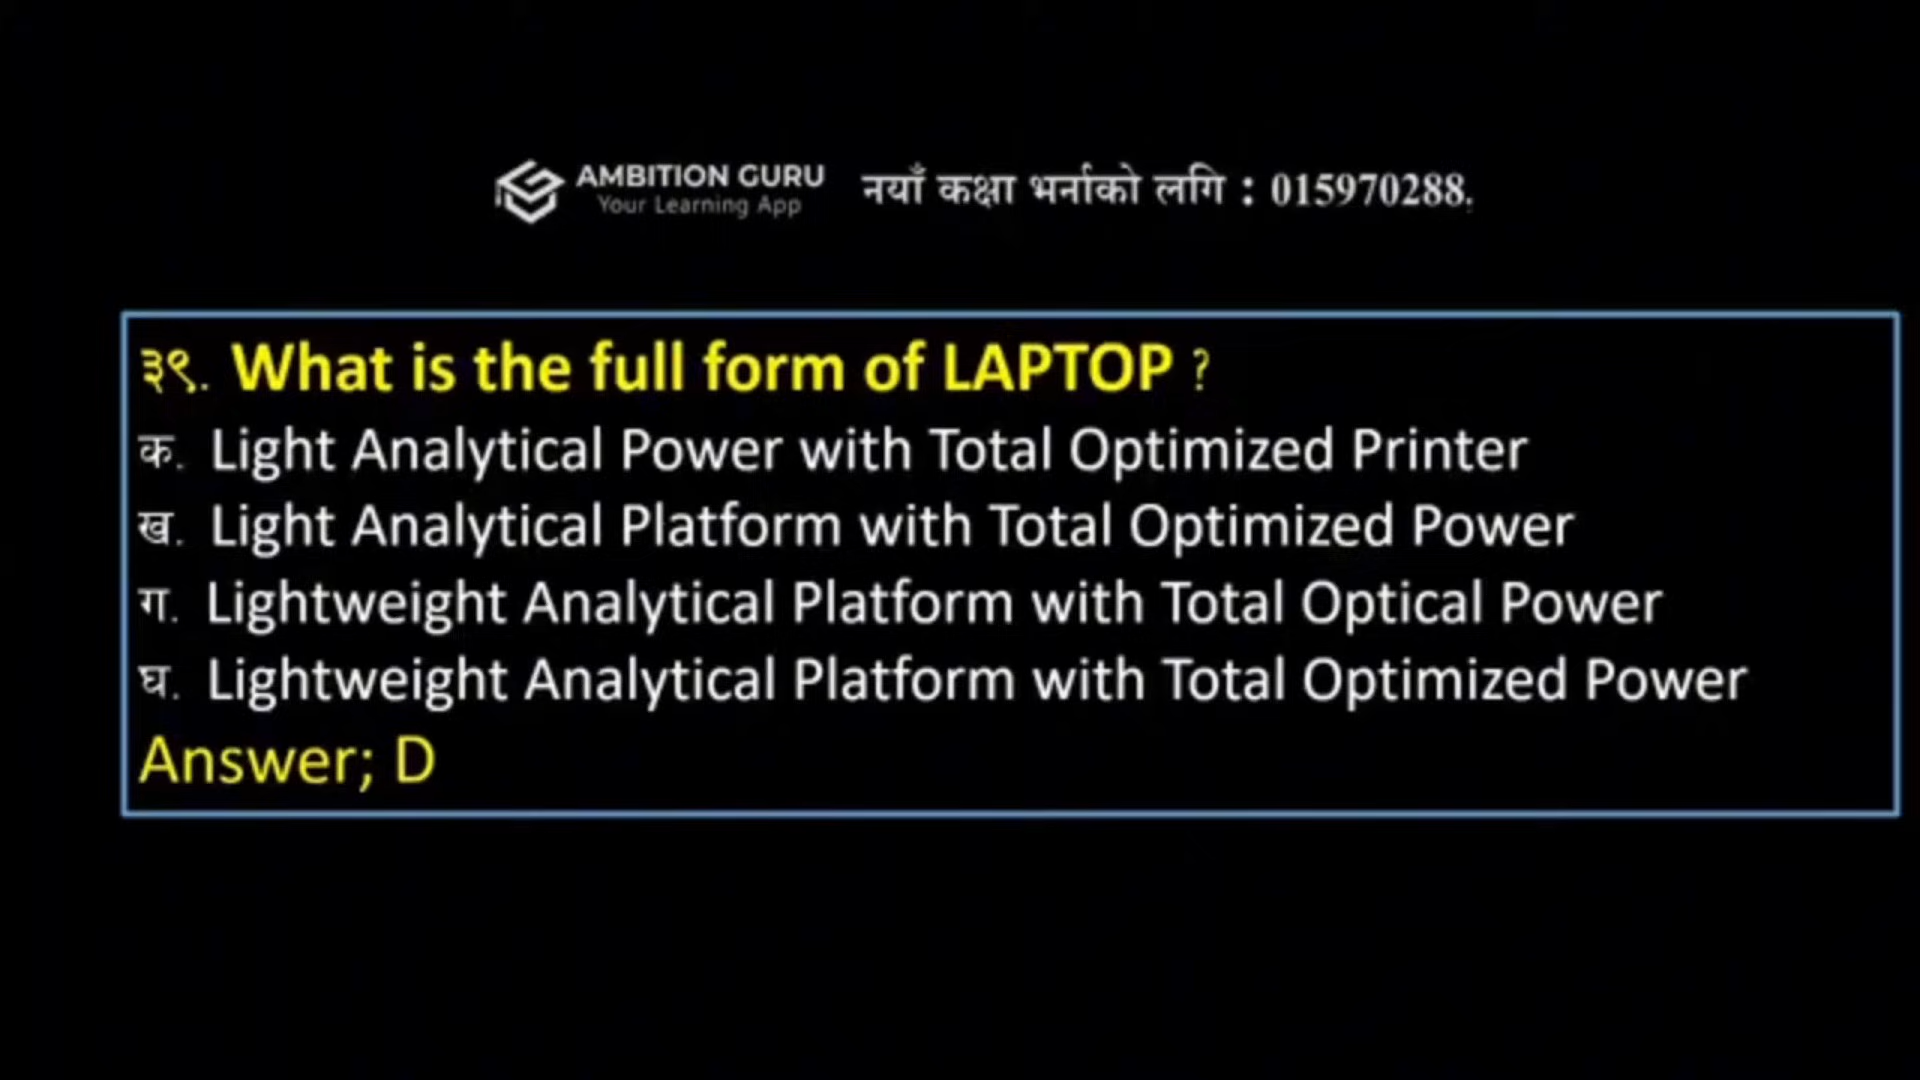 AMBITION GURU
Your Learning App
नयाँ कक्षा भर्नाको लागि : 015970288.
३९. What is the full form of LAPTOP ?
क. Light Analytical Power with Total Optimized Printer
ख. Light Analytical Platform with Total Optimized Power
ग. Lightweight Analytical Platform with Total Optical Power
घ. Lightweight Analytical Platform with Total Optimized Power
Answer; D